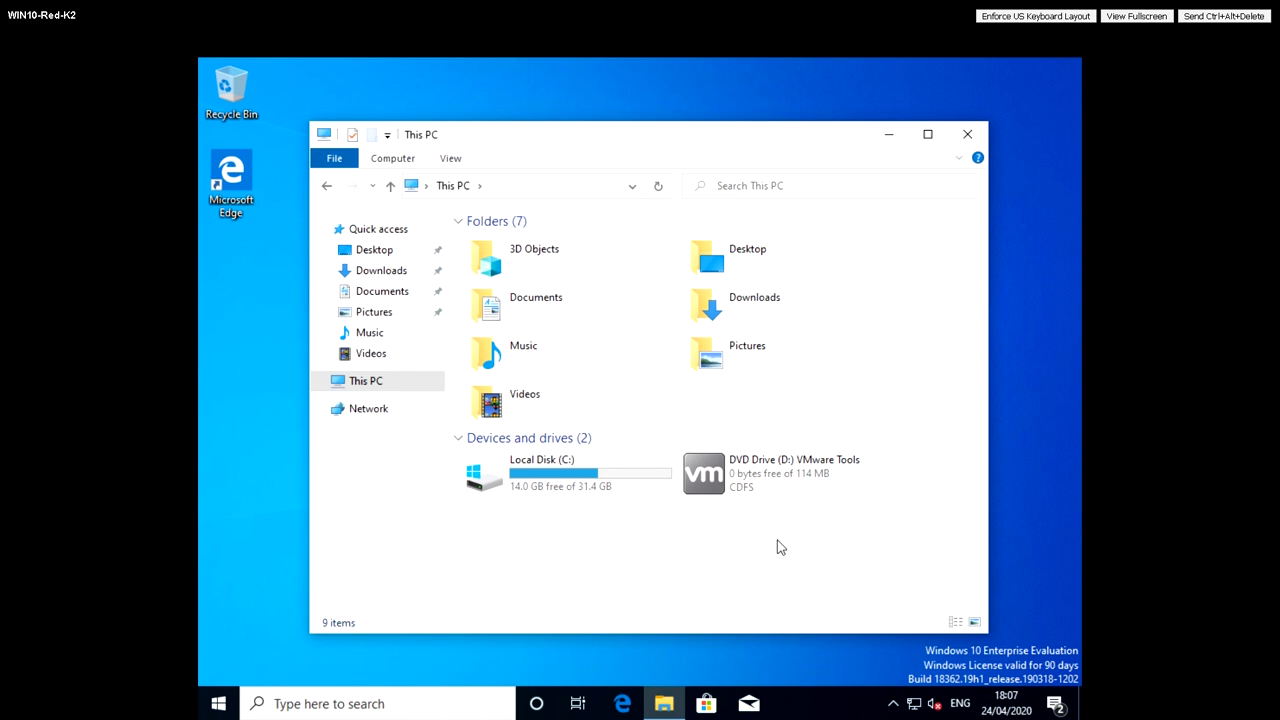 WIN10-Red-K2
Enforce US Keyboard Layout
View Fullscreen
Send Ctrl+Alt+Delete
Recycle Bin
Microsoft
Edge
This PC
File
Computer
View
This PC
Search This PC
Quick access
Desktop
Downloads
Documents
Pictures
Music
Videos
This PC
Network
Folders (7)
3D Objects
Desktop
Documents
Downloads
Music
Pictures
Videos
Devices and drives (2)
Local Disk (C:)
14.0 GB free of 31.4 GB
vm
DVD Drive (D:) VMware Tools
0 bytes free of 114 MB
CDFS
9 items
Windows 10 Enterprise Evaluation
Windows License valid for 90 days
Build 18362.19h1_release.190318-1202
Type here to search
ENG
18:07
24/04/2020
2